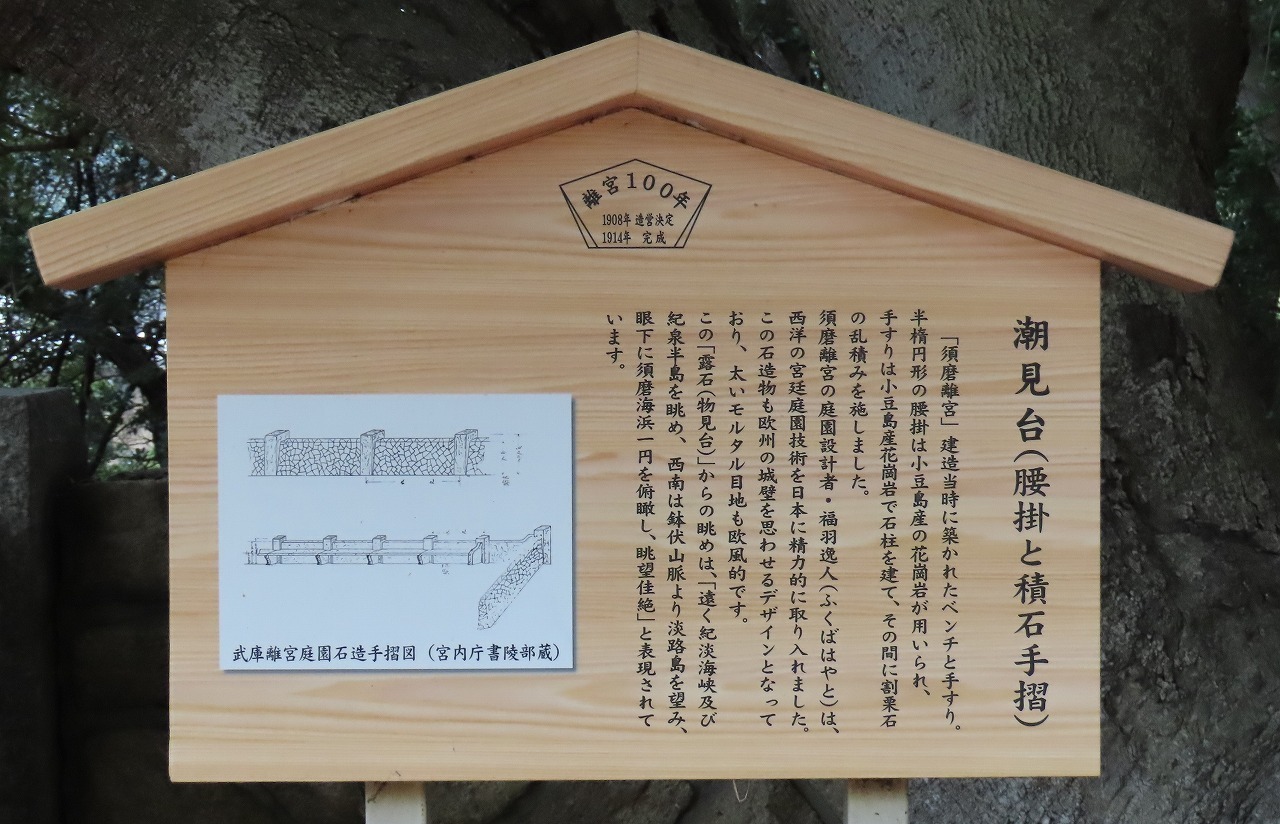 離宮100年
1908年 造営決定
1914年 完成
潮見台(腰掛と積石手摺)
「須磨離宮」建造当時に築かれたベンチと手すり。
半楕円形の腰掛は小豆島産の花崗岩が用いられ、
手すりは小豆島産花崗岩で石柱を建て、その間に割栗石
の乱積みを施しました。
須磨離宮の庭園設計者・福羽逸人(ふくばはやと)は、
西洋の宮廷庭園技術を日本に精力的に取り入れました。
この石造物も欧州の城壁を思わせるデザインとなって
おり、太いモルタル目地も欧風的です。
この「露石(物見台)」からの眺めは、「遠く紀淡海峡及び
紀泉半島を眺め、西南は鉢伏山脈より淡路島を望み、
眼下に須磨海浜一円を俯瞰し、眺望佳絶」と表現されて
います。
武庫離宮庭園石造手摺図(宮内庁書陵部蔵)